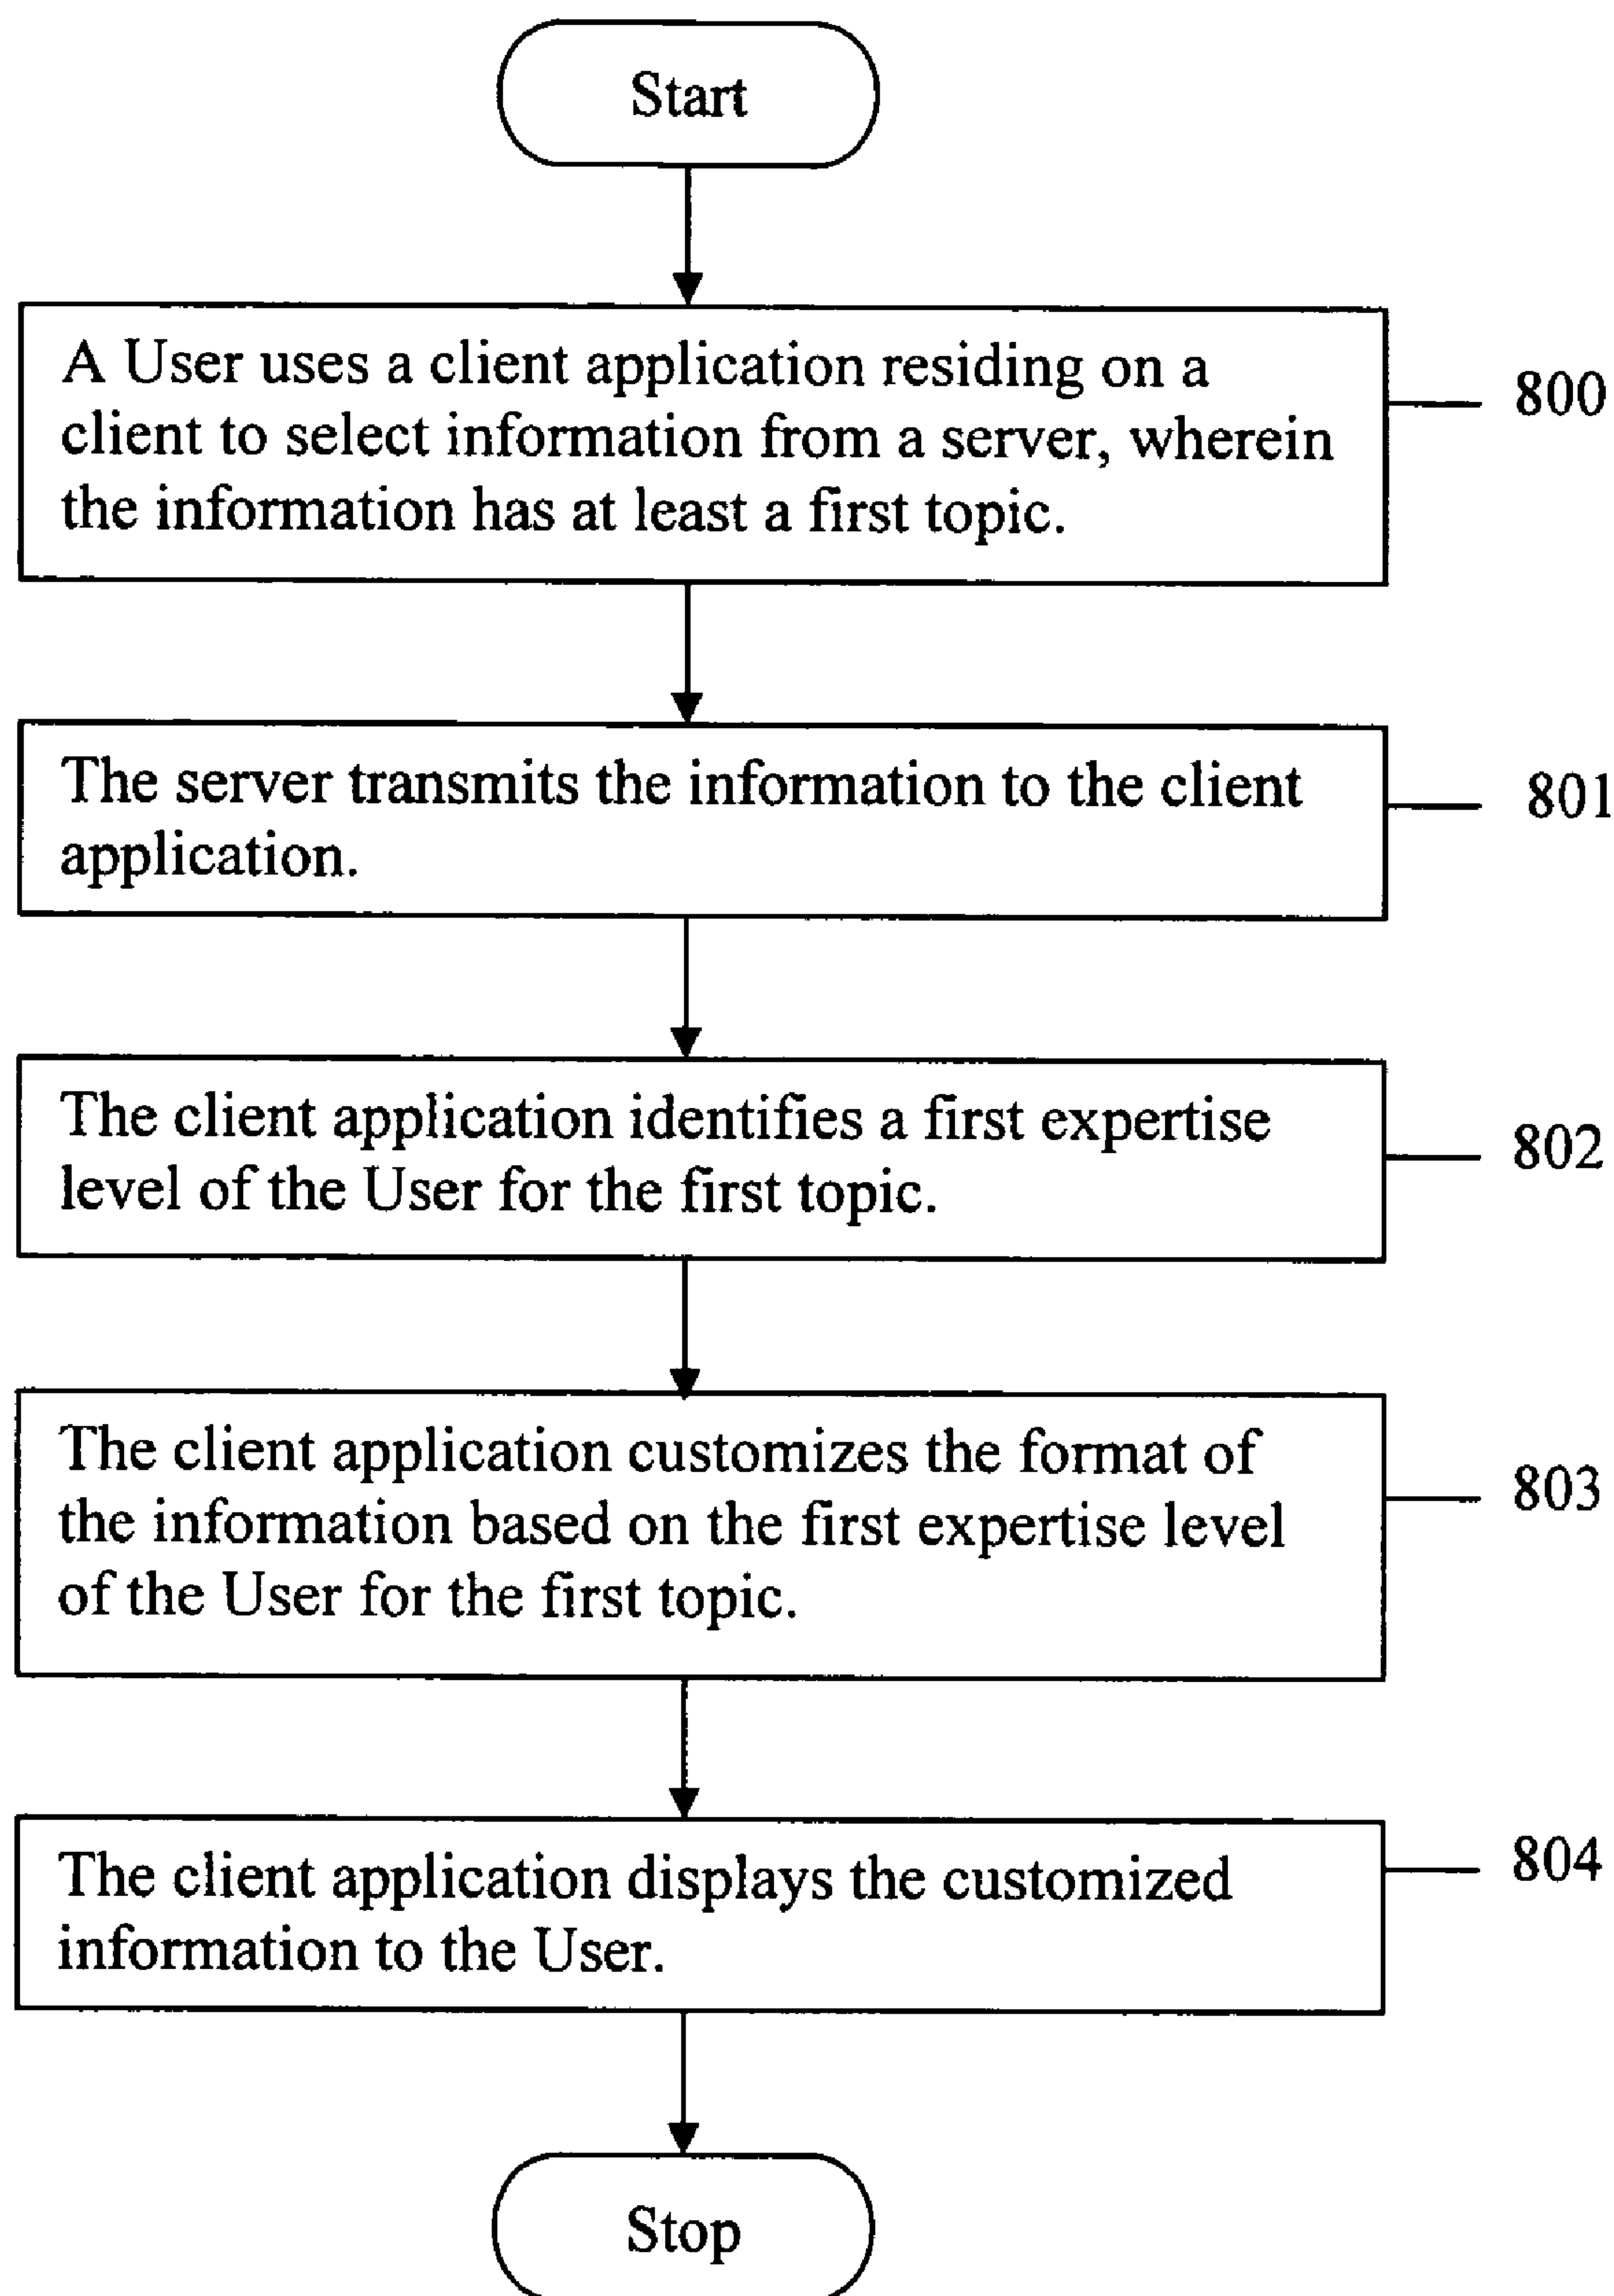 Start
A User uses a client application residing on a
client to select information from a server, wherein
the information has at least a first topic.
800
The server transmits the information to the client
application.
801
The client application identifies a first expertise
level of the User for the first topic.
802
The client application customizes the format of
the information based on the first expertise level
of the User for the first topic.
803
The client application displays the customized
information to the User.
804
Stop